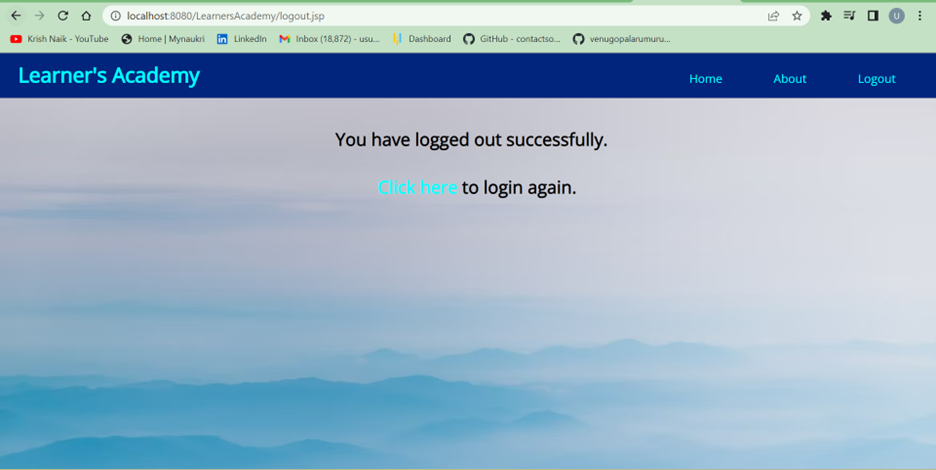 localhost:8080/LearnersAcademy/logout.jsp
Krish Naik - YouTube Home | Mynaukri LinkedIn Inbox (18,872) - usu... Dashboard GitHub - contactso... venugopalarumuru...
Learner's Academy Home About Logout
You have logged out successfully.
Click here to login again.